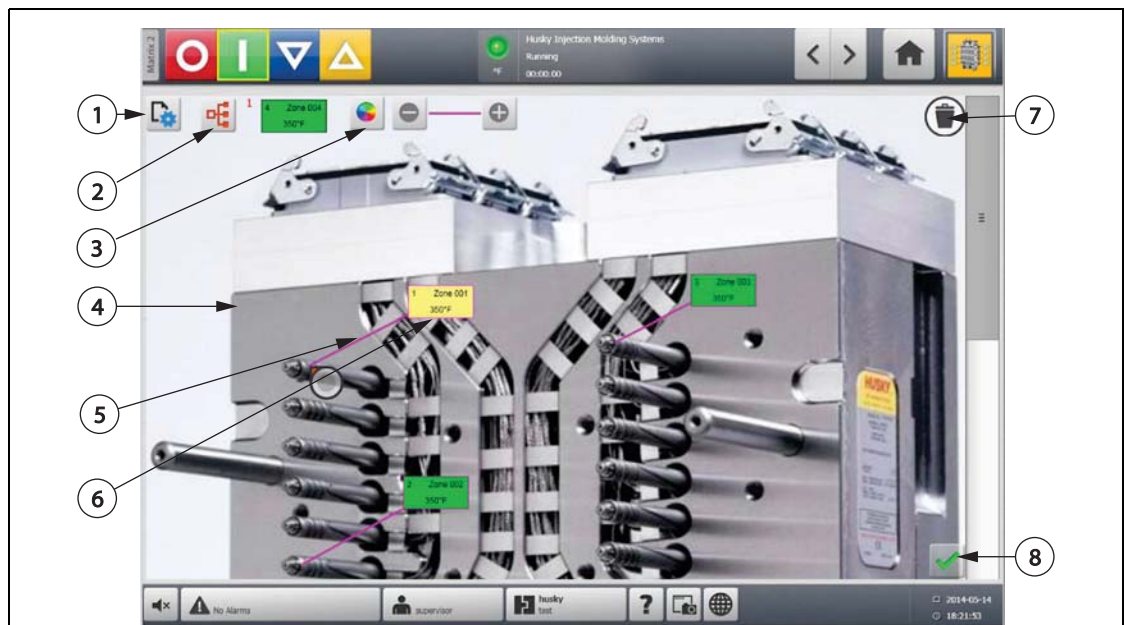 Matrix 2
Husky Injection Molding Systems
Running
°F
00:00:00
1
4 Zone 004
350°F
1
2
3
4
5
6
7
8
1 Zone 001
350°F
3 Zone 003
350°F
2 Zone 002
350°F
HUSKY
No Alarms
supervisor
husky
test
?
2014-05-14
18:21:53